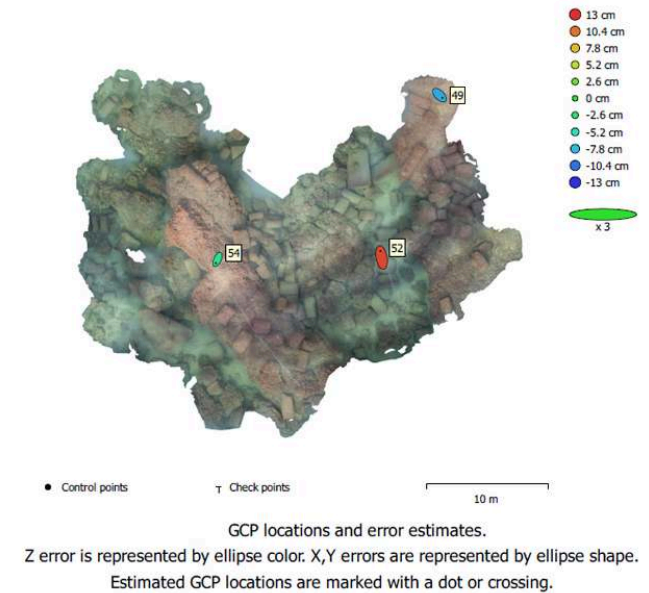 13 cm
10.4 cm
7.8 cm
5.2 cm
2.6 cm
0 cm
-2.6 cm
-5.2 cm
-7.8 cm
-10.4 cm
-13 cm
x 3
49
52
54
Control points
Check points
10 m
GCP locations and error estimates.
Z error is represented by ellipse color. X,Y errors are represented by ellipse shape.
Estimated GCP locations are marked with a dot or crossing.